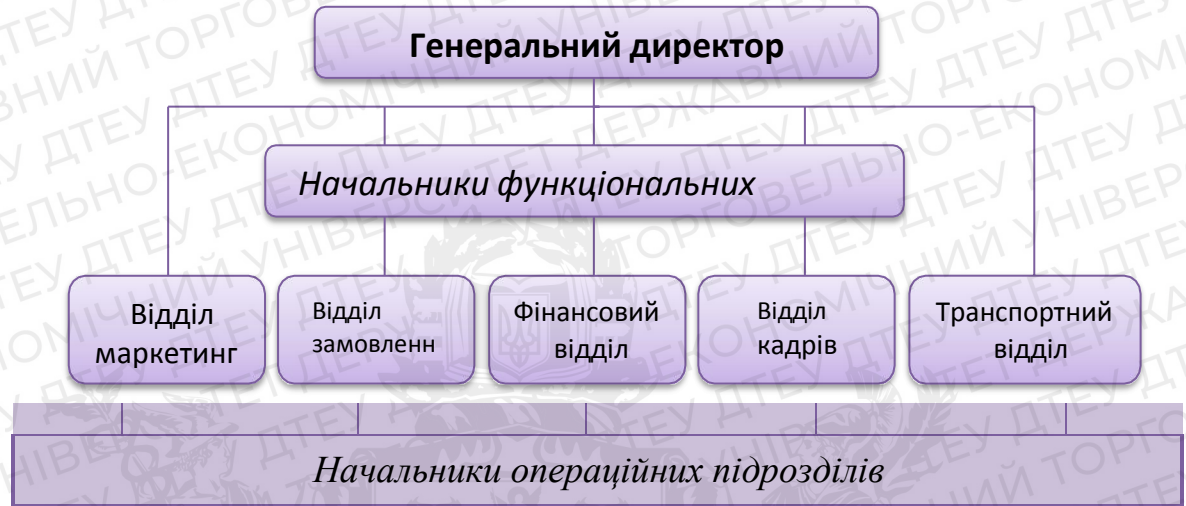 Генеральний директор
Начальники функціональних
Відділ
маркетинг
Відділ
замовленн
Фінансовий
відділ
Відділ
кадрів
Транспортний
відділ
Начальники операційних підрозділів